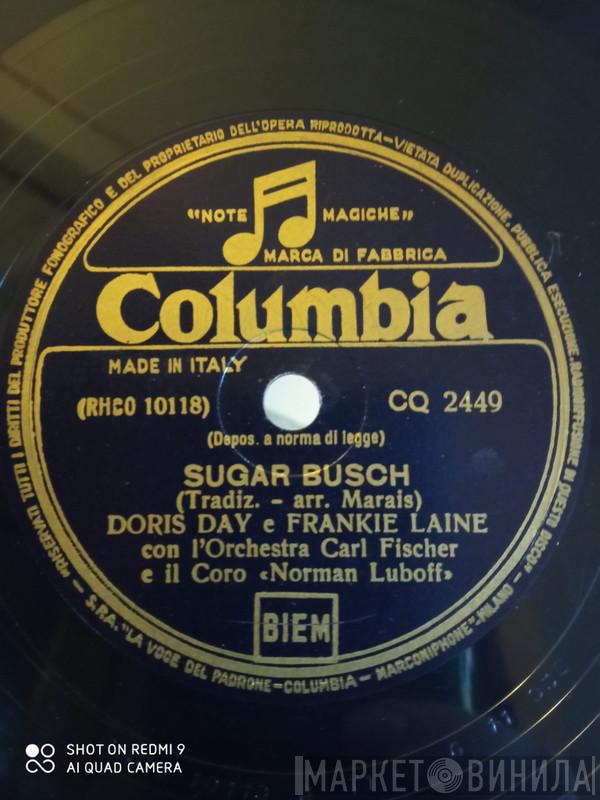 "RISERVATI TUTTI I DIRITTI DEL PRODUTTORE FONOGRAFICO E DEL PROPRIETARIO DELL'OPERA RIPRODOTTA=VIETATA DUPLICAZIONE, PUBBLICA ESECUZIONE, RADIODIFFUSIONE DI QUESTO DISCO"
"NOTE MAGICHE"
MARCA DI FABBRICA
Columbia
MADE IN ITALY
(RHCO 10118) CQ 2449
(Depos. a norma di legge)
SUGAR BUSCH
(Tradiz. - arr. Marais)
DORIS DAY e FRANKIE LAINE
con l'Orchestra Carl Fischer
e il Coro «Norman Luboff»
BIEM
- S.P.A. "LA VOCE DEL PADRONE=COLUMBIA - MARCONIPHONE"-MILANO -
SHOT ON REDMI 9
AI QUAD CAMERA
МАРКЕТ ВИНИЛА